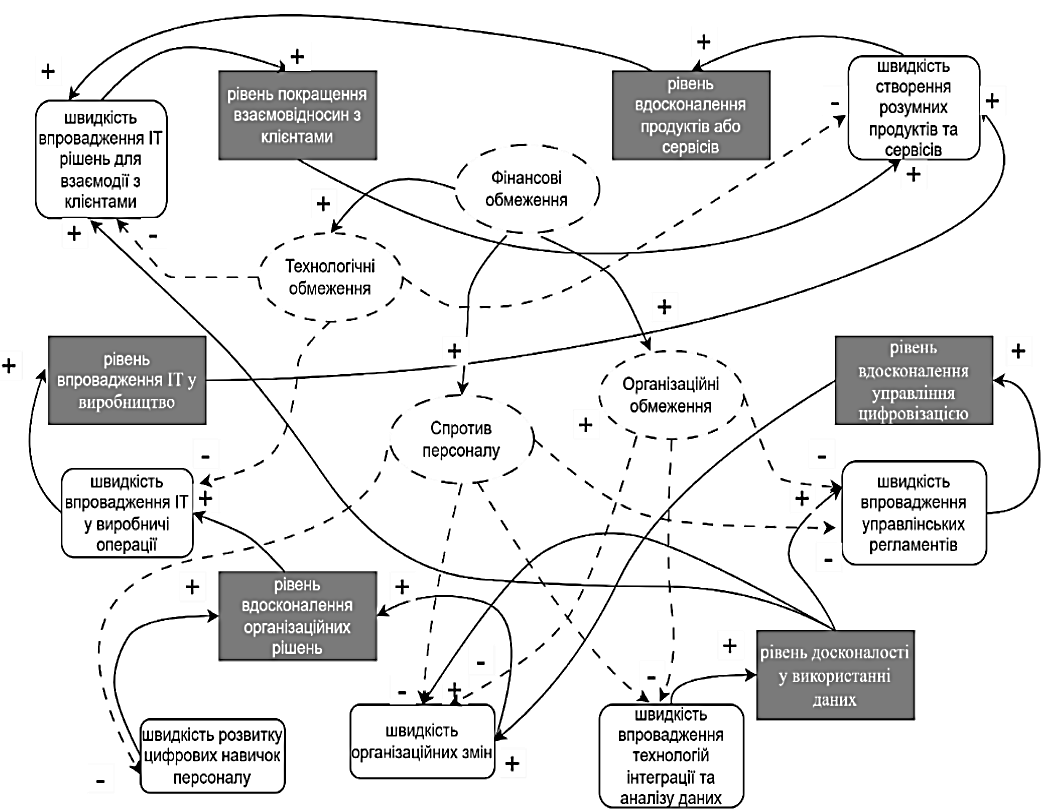 +
+
+
швидкість
впровадження ІТ
рішень для
взаємодії з
клієнтами
рівень покращення
взаємовідносин з
клієнтами
рівень
вдосконалення
продуктів або
сервісів
швидкість
створення
розумних
продуктів та
сервісів
-
+
+
Фінансові
обмеження
+
+
-
Технологічні
обмеження
+
+
рівень
впровадження ІТ у
виробництво
+
Організаційні
обмеження
+
рівень
вдосконалення
управління
цифровізацією
+
Спротив
персоналу
-
швидкість
впровадження ІТ
у виробничі
операції
+
-
+
швидкість
впровадження
управлінських
регламентів
-
+
рівень
вдосконалення
організаційних
рішень
+
+
рівень досконалості
у використанні
даних
-
-
+
-
-
швидкість розвитку
цифрових навичок
персоналу
швидкість
організаційних змін
+
швидкість
впровадження
технологій
інтеграції та
аналізу даних